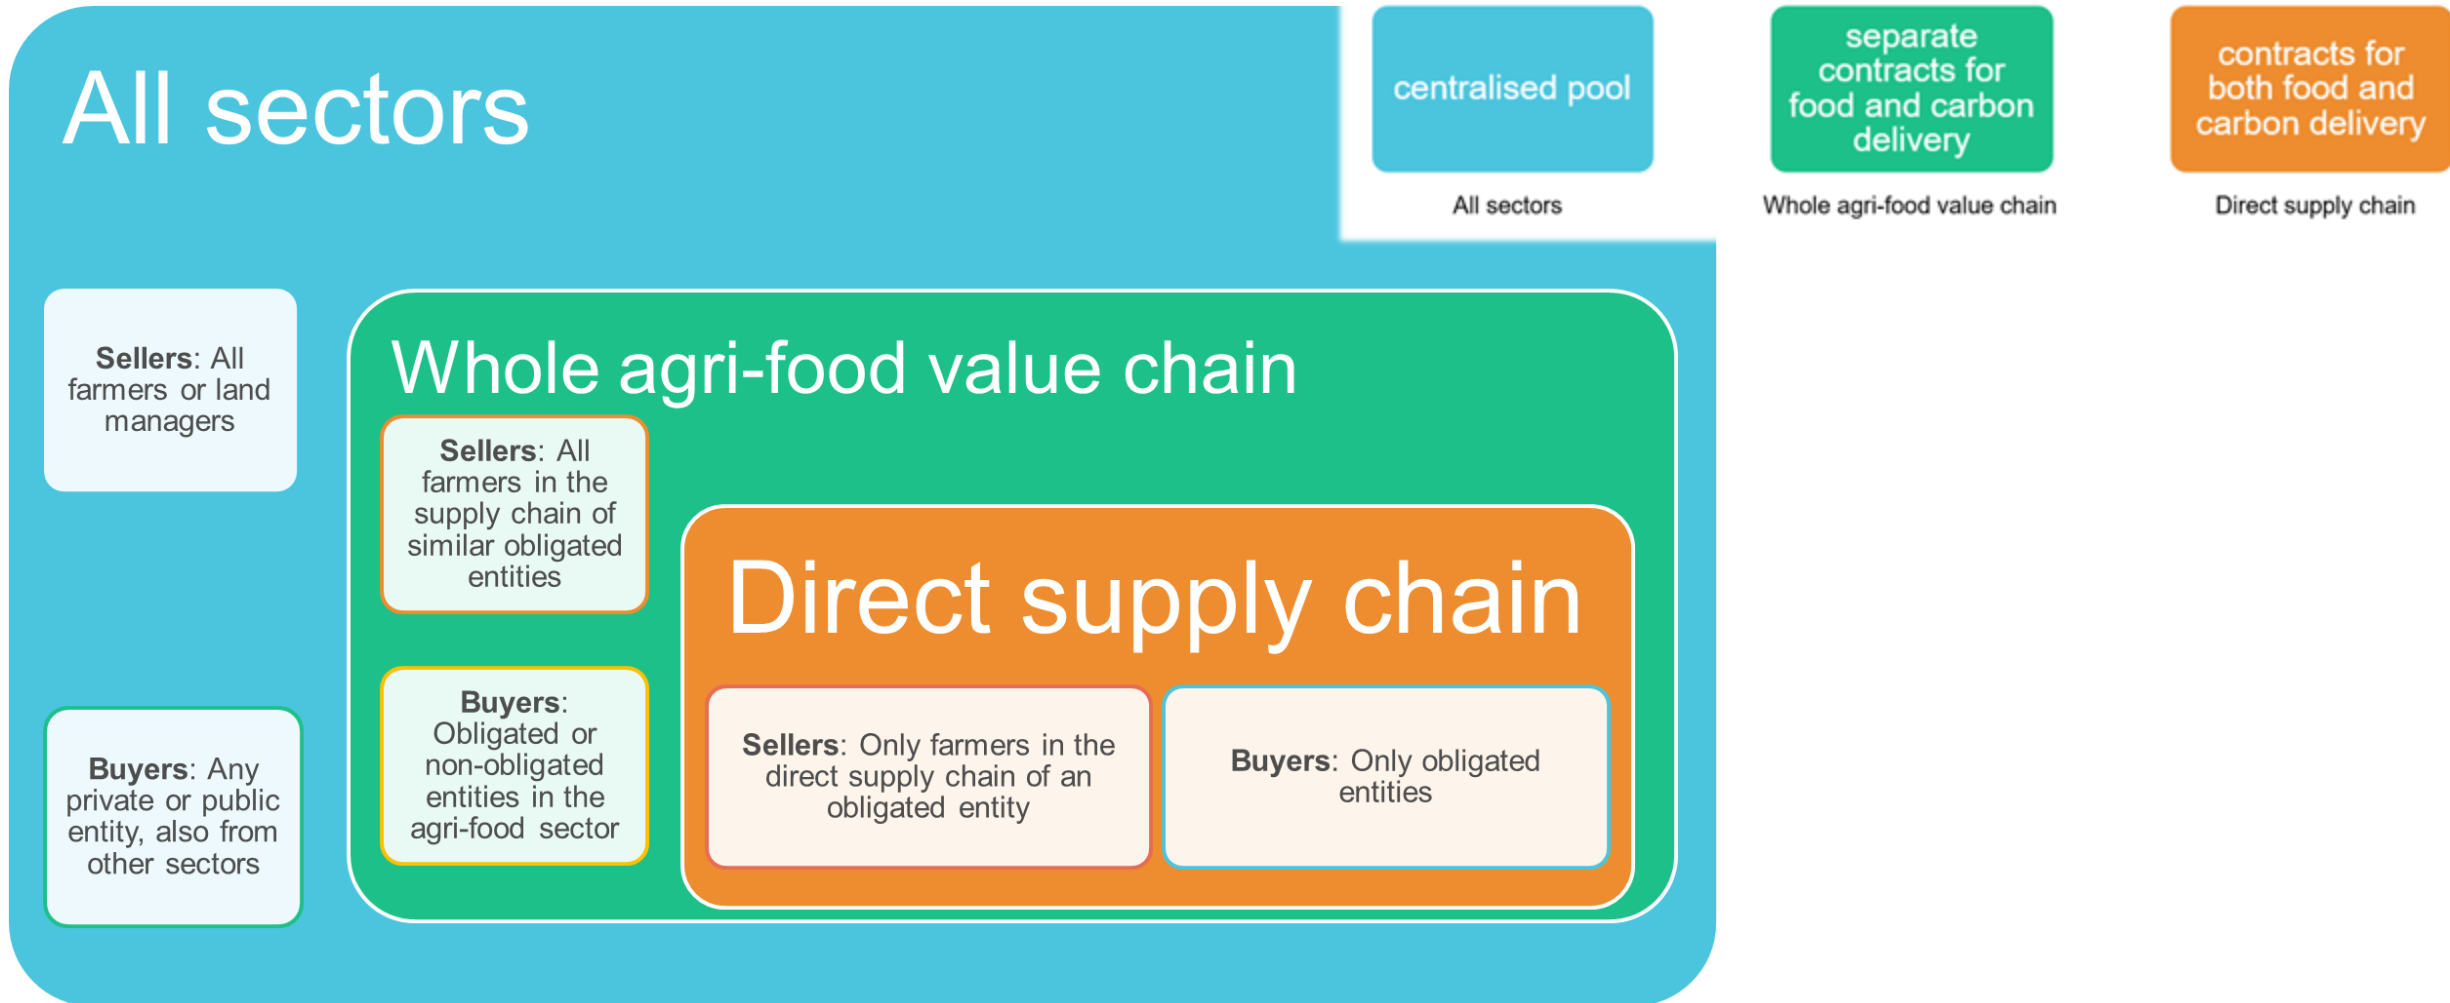 All sectors
centralised pool
All sectors
separate
contracts for
food and carbon
delivery
Whole agri-food value chain
contracts for
both food and
carbon delivery
Direct supply chain
Sellers: All
farmers or land
managers
Buyers: Any
private or public
entity, also from
other sectors
Whole agri-food value chain
Sellers: All
farmers in the
supply chain of
similar obligated
entities
Buyers:
Obligated or
non-obligated
entities in the
agri-food sector
Direct supply chain
Sellers: Only farmers in the
direct supply chain of an
obligated entity
Buyers: Only obligated
entities